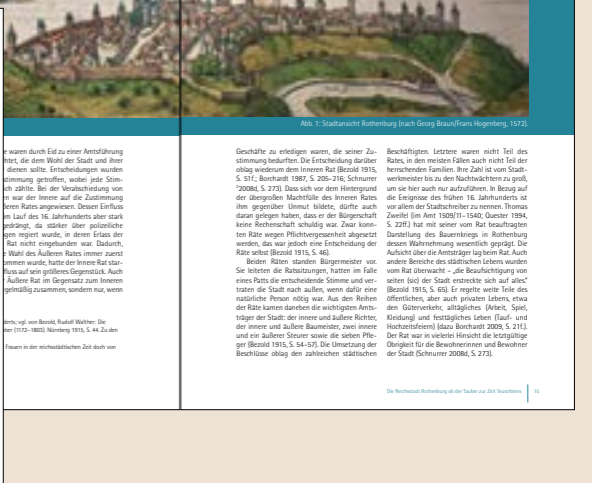 Abb. 1: Stadtansicht Rothenburg (nach Georg Braun/Frans Hogenberg, 1572).
e waren durch Eid zu einer Amtsführung
htet, die dem Wohl der Stadt und ihrer
dienen sollte. Entscheidungen wurden
stimmung getroffen, wobei jede Stim-
ich zählte. Bei der Verabschiedung von
en war der Innere auf die Zustimmung
ßeren Rates angewiesen. Dessen Einfluss
im Lauf des 16. Jahrhunderts aber stark
gedrängt, da stärker über polizeiliche
gen regiert wurde, in deren Erlass der
Rat nicht eingebunden war. Dadurch,
e Wahl des Äußeren Rates immer zuerst
ommen wurde, hatte der Innere Rat star-
fluss auf sein größeres Gegenstück. Auch
Äußere Rat im Gegensatz zum Inneren
gelmäßig zusammen, sondern nur, wenn
derts; vgl. von Bezold, Rudolf Walther: Die
ber (1172–1803). Nürnberg 1915, S. 44. Zu den
Frauen in der reichsstädtischen Zeit doch von
Geschäfte zu erledigen waren, die seiner Zu-
stimmung bedurften. Die Entscheidung darüber
oblag wiederum dem Inneren Rat (Bezold 1915,
S. 51f.; Borchardt 1987, S. 205–216; Schnurrer
²2008d, S. 273). Dass sich vor dem Hintergrund
der übergroßen Machtfülle des Inneren Rates
ihm gegenüber Unmut bildete, dürfte auch
daran gelegen haben, dass er der Bürgerschaft
keine Rechenschaft schuldig war. Zwar konn-
ten Räte wegen Pflichtvergessenheit abgesetzt
werden, das war jedoch eine Entscheidung der
Räte selbst (Bezold 1915, S. 46).
Beiden Räten standen Bürgermeister vor.
Sie leiteten die Ratssitzungen, hatten im Falle
eines Patts die entscheidende Stimme und ver-
traten die Stadt nach außen, wenn dafür eine
natürliche Person nötig war. Aus den Reihen
der Räte kamen daneben die wichtigsten Amts-
träger der Stadt: der innere und äußere Richter,
der innere und äußere Baumeister, zwei innere
und ein äußerer Steurer sowie die sieben Pfle-
ger (Bezold 1915, S. 54–57). Die Umsetzung der
Beschlüsse oblag den zahlreichen städtischen
Beschäftigten. Letztere waren nicht Teil des
Rates, in den meisten Fällen auch nicht Teil der
herrschenden Familien. Ihre Zahl ist vom Stadt-
werkmeister bis zu den Nachtwächtern zu groß,
um sie hier auch nur aufzuführen. In Bezug auf
die Ereignisse des frühen 16. Jahrhunderts ist
vor allem der Stadtschreiber zu nennen. Thomas
Zweifel (im Amt 1509/11–1540; Quester 1994,
S. 22ff.) hat mit seiner vom Rat beauftragten
Darstellung des Bauernkriegs in Rothenburg
dessen Wahrnehmung wesentlich geprägt. Die
Aufsicht über die Amtsträger lag beim Rat. Auch
andere Bereiche des städtischen Lebens wurden
vom Rat überwacht – „die Beaufsichtigung von
seiten (sic) der Stadt erstreckte sich auf alles"
(Bezold 1915, S. 65). Er regelte weite Teile des
öffentlichen, aber auch privaten Lebens, etwa
den Güterverkehr, alltägliches (Arbeit, Spiel,
Kleidung) und festtägliches Leben (Tauf- und
Hochzeitsfeiern) (dazu Borchardt 2009, S. 21f.).
Der Rat war in vielerlei Hinsicht die letztgültige
Obrigkeit für die Bewohnerinnen und Bewohner
der Stadt (Schnurrer 2008d, S. 273).
Die Reichsstadt Rothenburg ob der Tauber zur Zeit Teuschleins 15